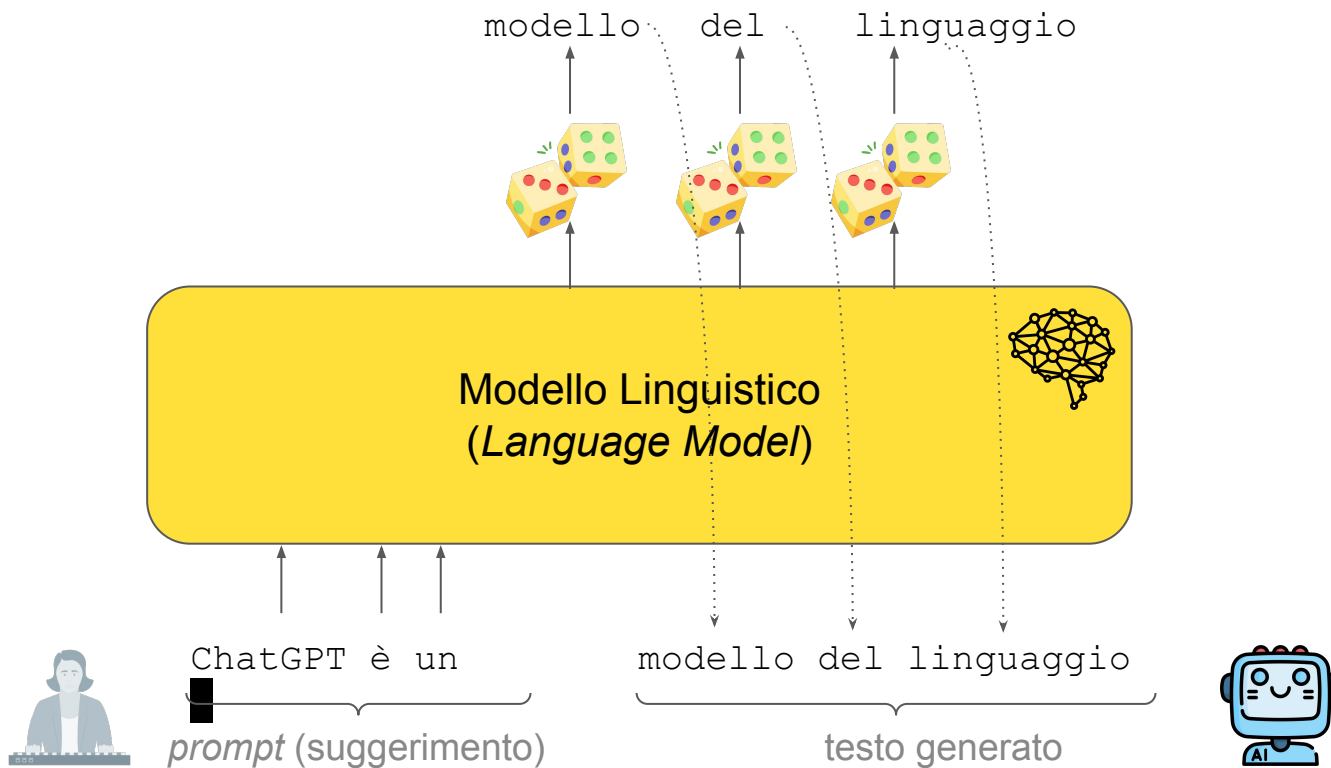 modello del linguaggio
Modello Linguistico
(Language Model)
ChatGPT è un
modello del linguaggio
prompt (suggerimento)
testo generato
AI